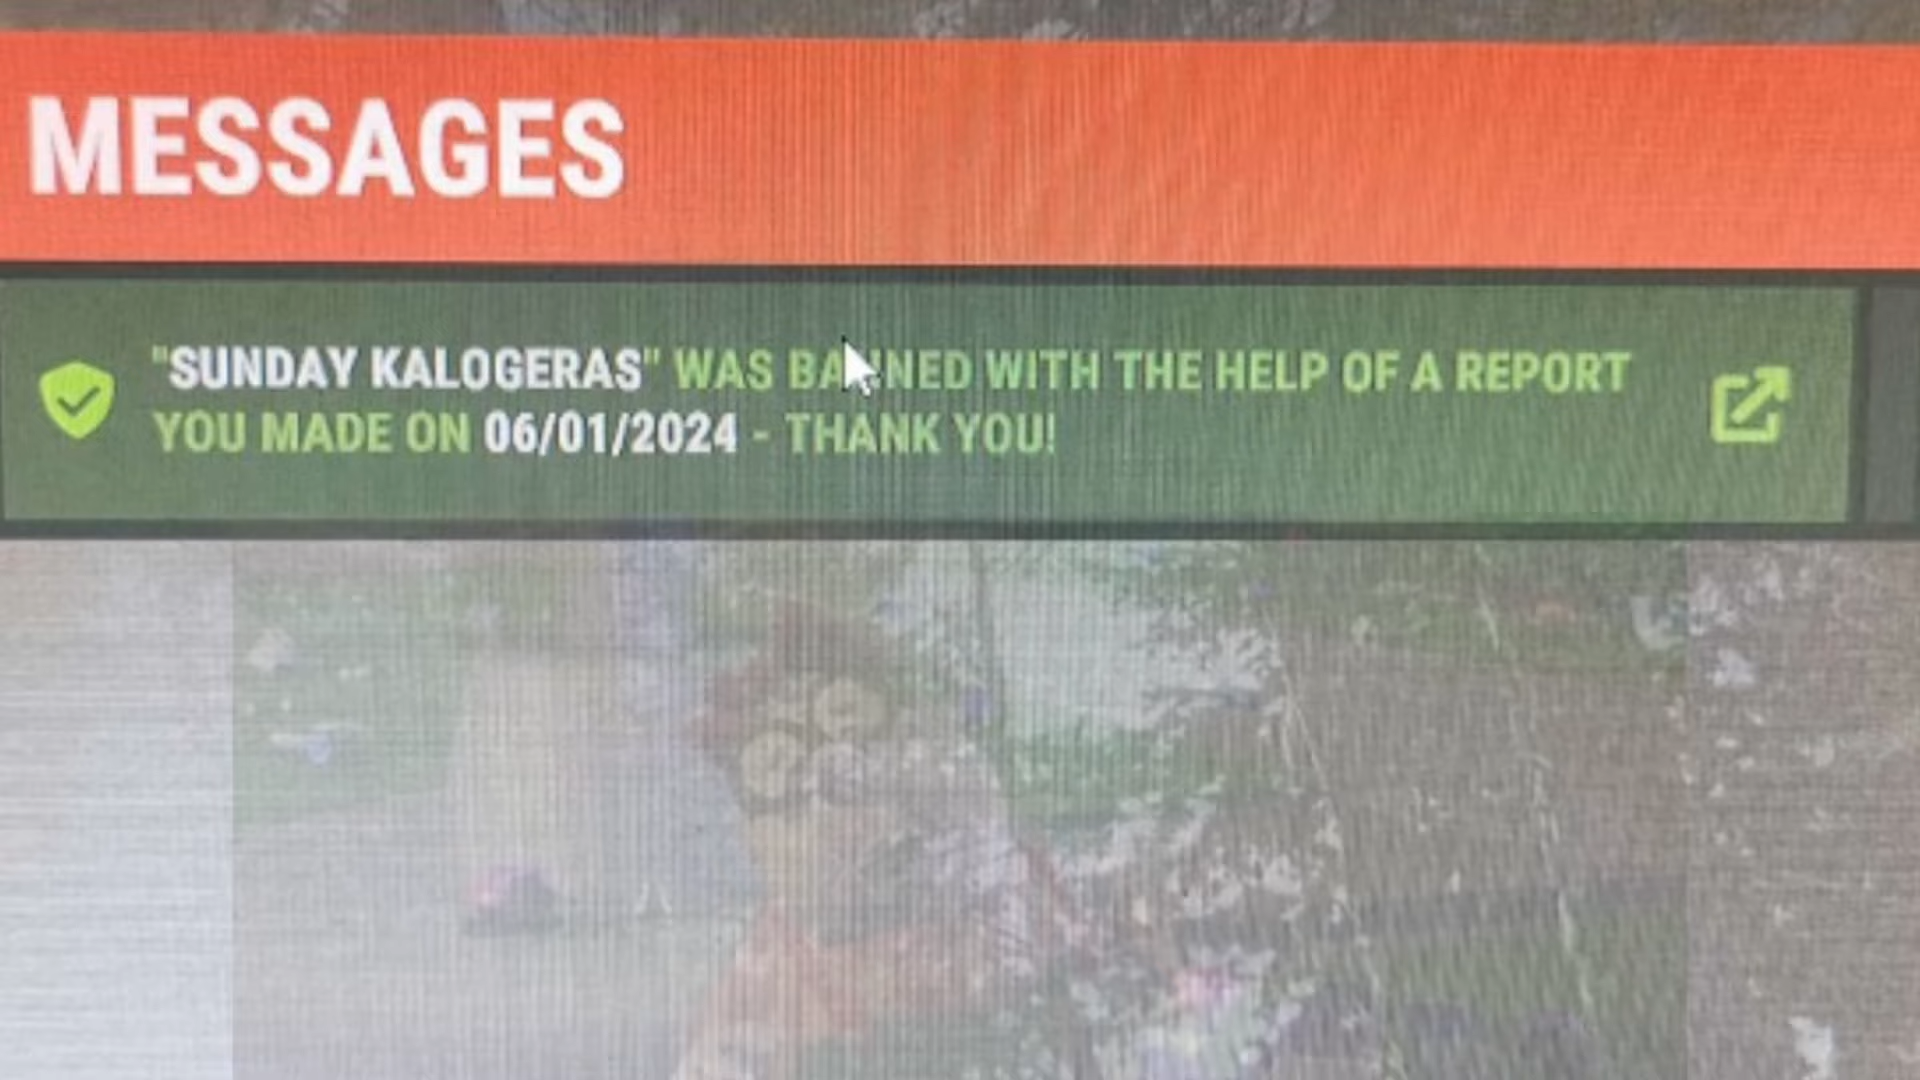 MESSAGES
"SUNDAY KALOGERAS" WAS BANNED WITH THE HELP OF A REPORT
YOU MADE ON 06/01/2024 - THANK YOU!